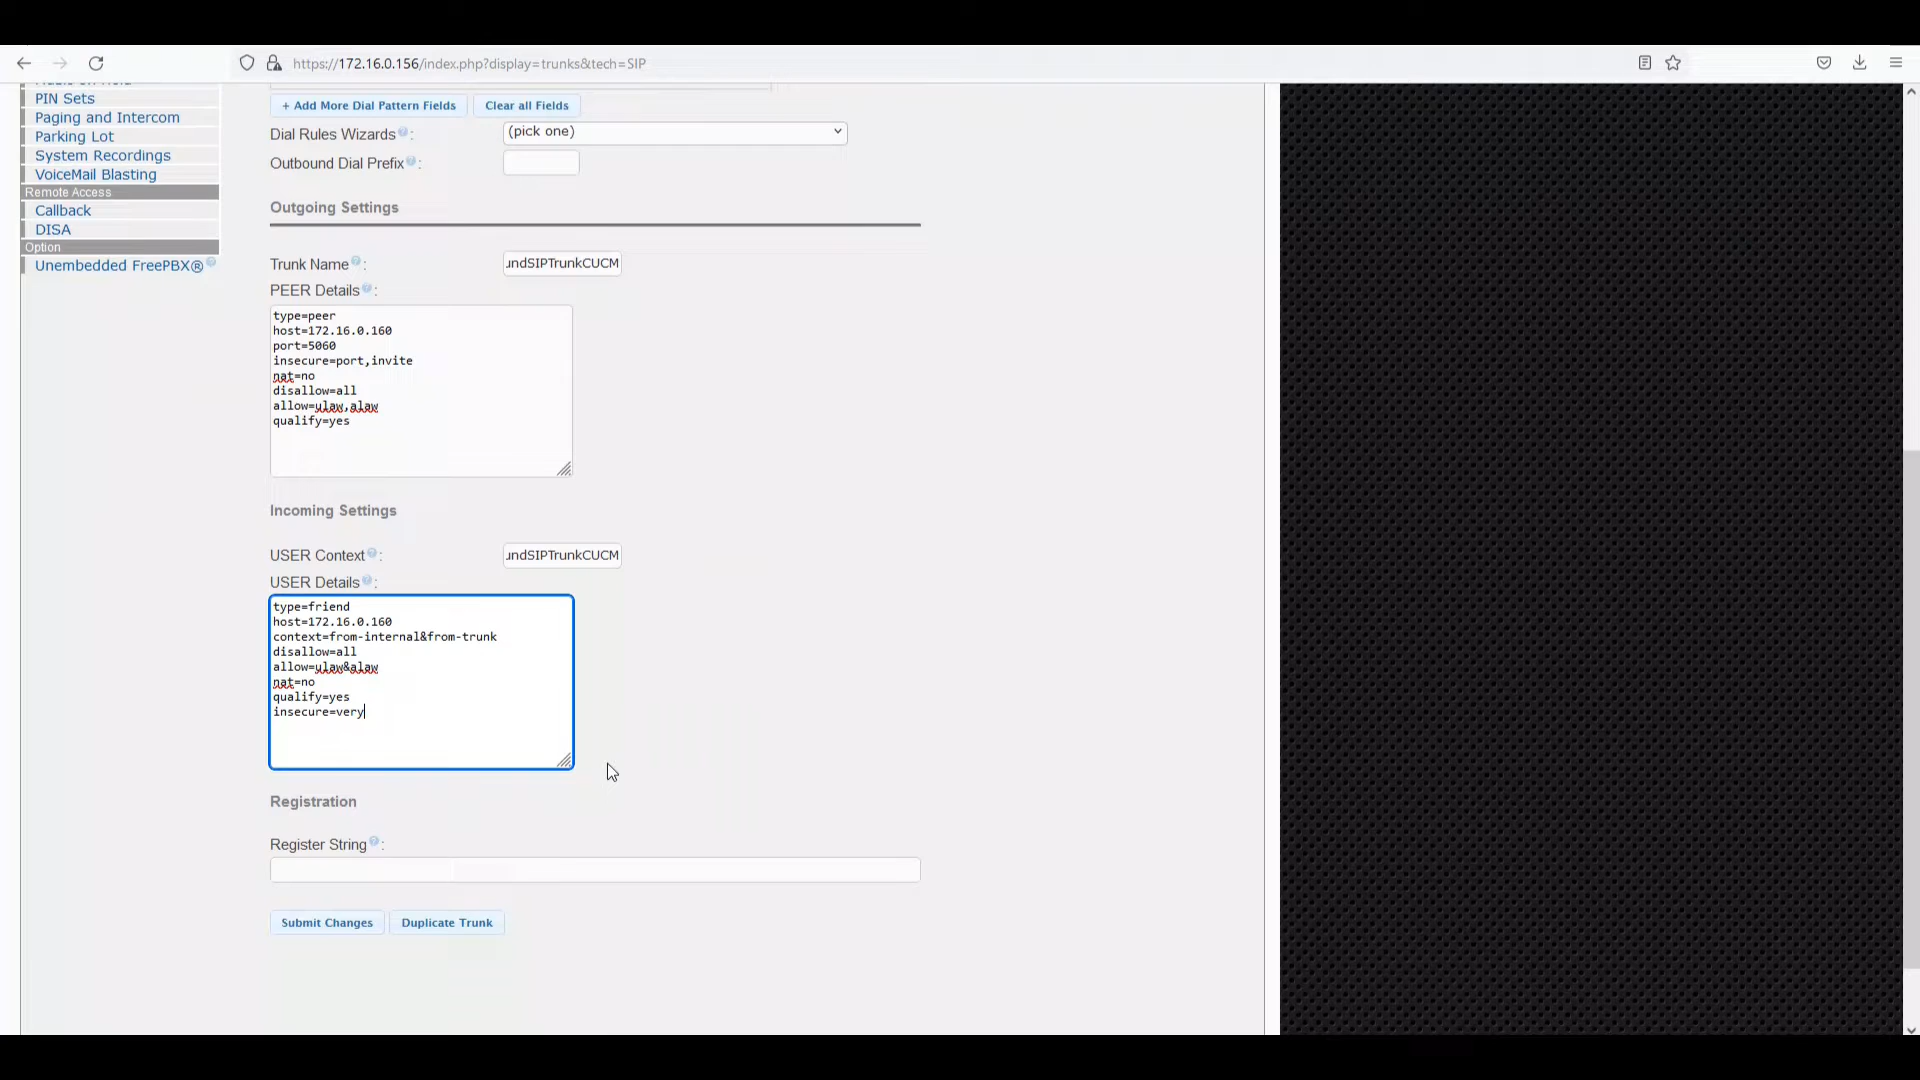 https://172.16.0.156/index.php?display=trunks&tech=SIP
PIN Sets
Paging and Intercom
Parking Lot
System Recordings
VoiceMail Blasting
Remote Access
Callback
DISA
Option
Unembedded FreePBX®
+ Add More Dial Pattern Fields
Clear all Fields
Dial Rules Wizards:
(pick one)
Outbound Dial Prefix:
Outgoing Settings
Trunk Name:
undSIPTrunkCUCM
PEER Details:
type=peer
host=172.16.0.160
port=5060
insecure=port,invite
nat=no
disallow=all
allow=ulaw,alaw
qualify=yes
Incoming Settings
USER Context:
undSIPTrunkCUCM
USER Details:
type=friend
host=172.16.0.160
context=from-internal&from-trunk
disallow=all
allow=ulaw&alaw
nat=no
qualify=yes
insecure=very
Registration
Register String:
Submit Changes
Duplicate Trunk